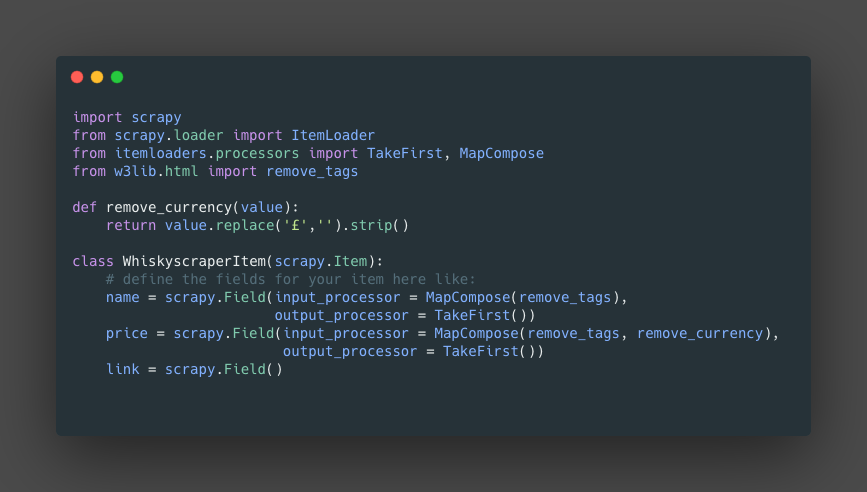 import scrapy
from scrapy.loader import ItemLoader
from itemloaders.processors import TakeFirst, MapCompose
from w3lib.html import remove_tags

def remove_currency(value):
    return value.replace('£','').strip()

class WhiskyscraperItem(scrapy.Item):
    # define the fields for your item here like:
    name = scrapy.Field(input_processor = MapCompose(remove_tags),
                        output_processor = TakeFirst())
    price = scrapy.Field(input_processor = MapCompose(remove_tags, remove_currency),
                         output_processor = TakeFirst())
    link = scrapy.Field()